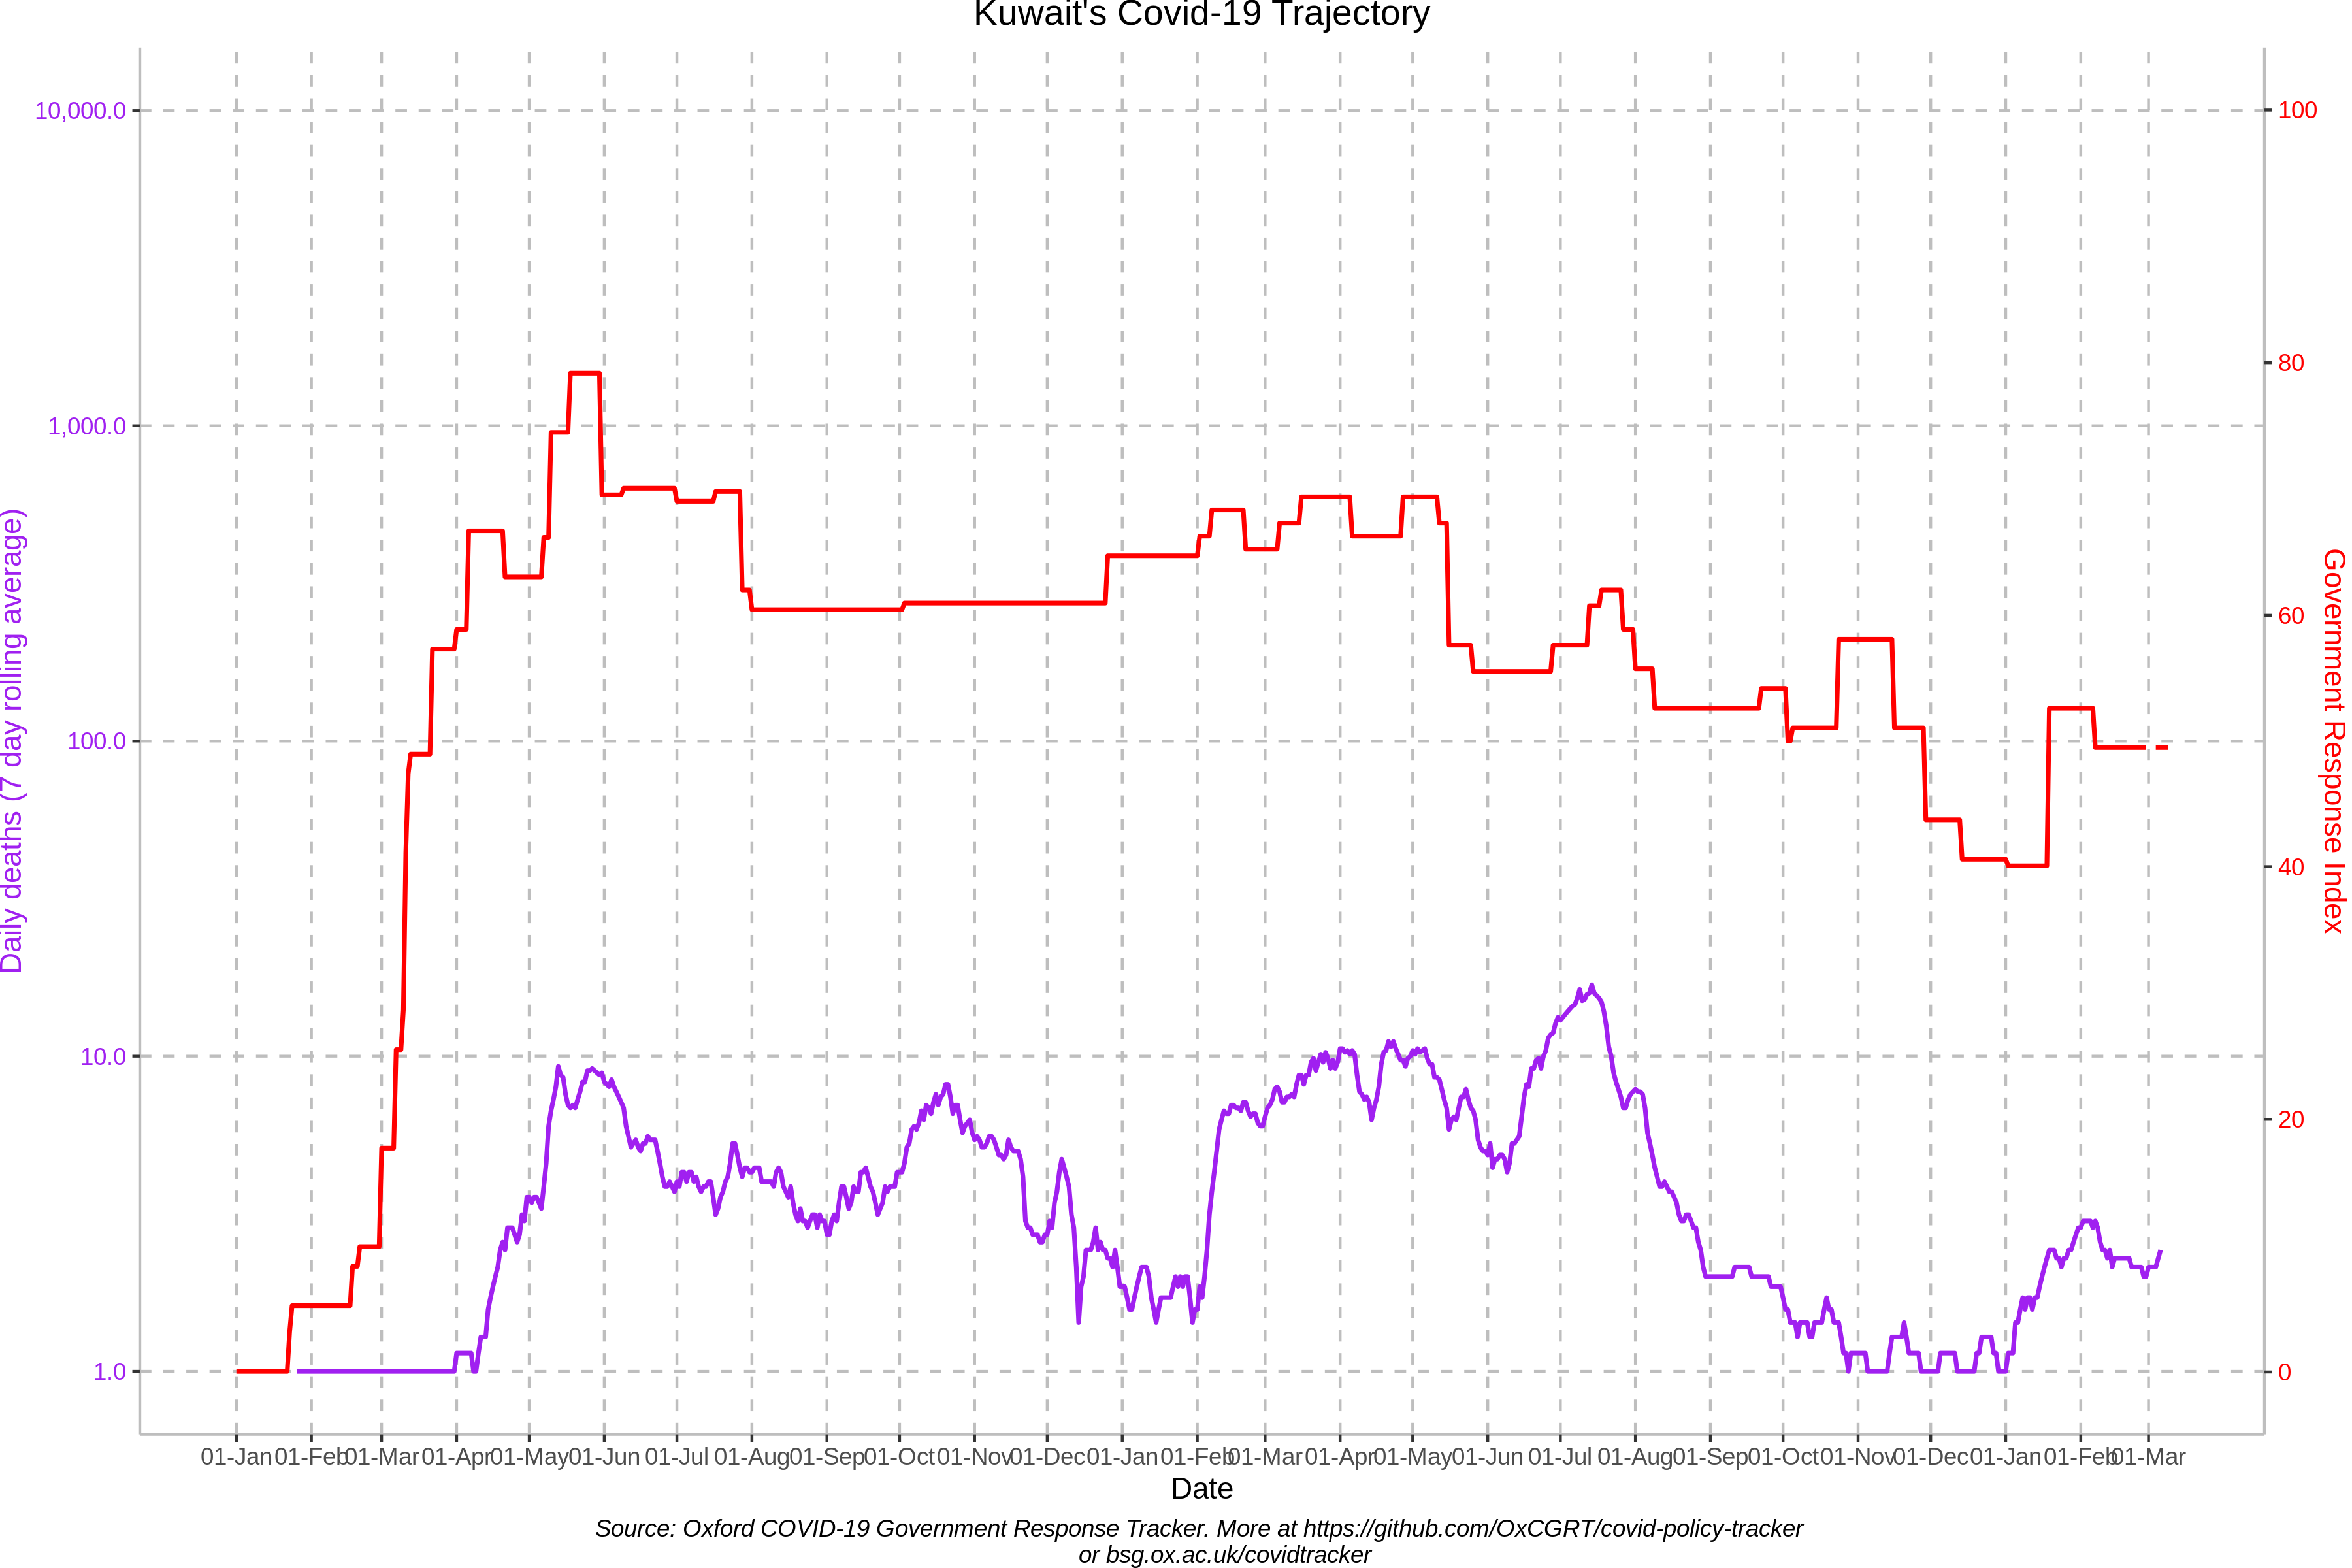 Kuwait's Covid-19 Trajectory
10,000.0
1,000.0
100.0
10.0
1.0
Daily deaths (7 day rolling average)
100
80
60
40
20
0
Government Response Index
01-Jan 01-Feb 01-Mar 01-Apr 01-May 01-Jun 01-Jul 01-Aug 01-Sep 01-Oct 01-Nov 01-Dec 01-Jan 01-Feb 01-Mar 01-Apr 01-May 01-Jun 01-Jul 01-Aug 01-Sep 01-Oct 01-Nov 01-Dec 01-Jan 01-Feb 01-Mar
Date
Source: Oxford COVID-19 Government Response Tracker. More at https://github.com/OxCGRT/covid-policy-tracker
or bsg.ox.ac.uk/covidtracker